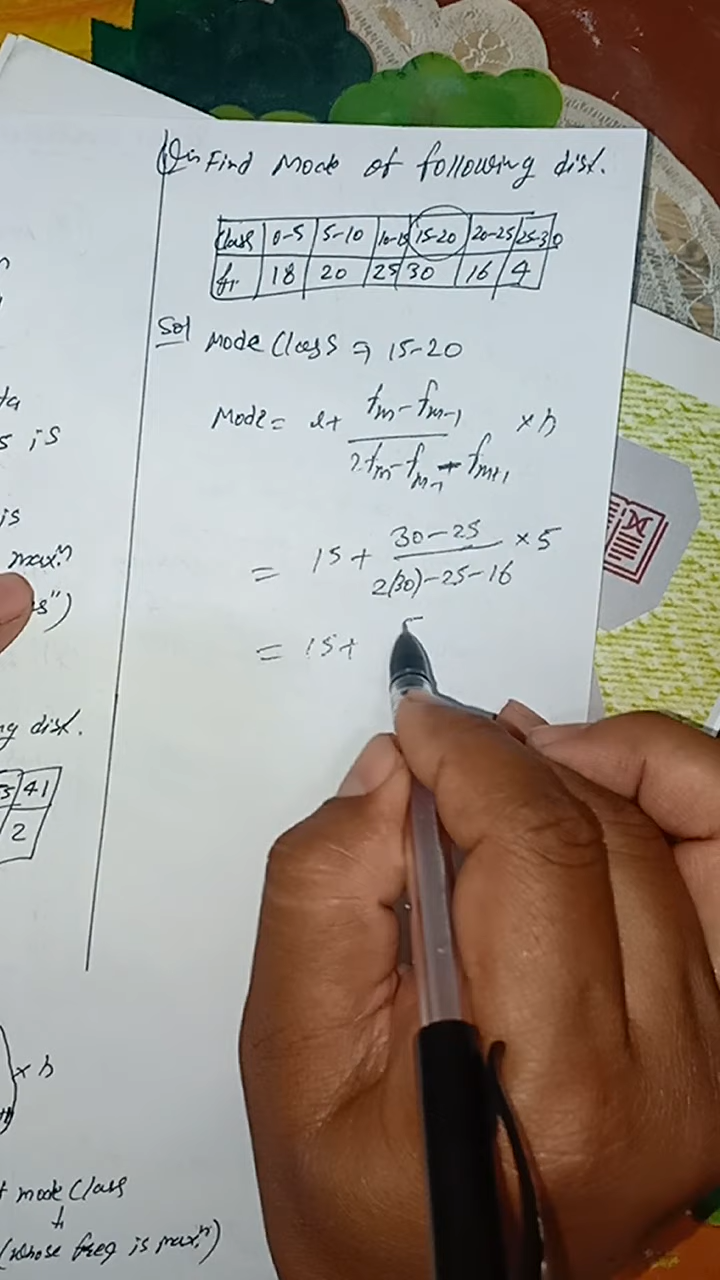 Find Mode of following dist.
Class 0-5 5-10 10-15 15-20 20-25 25-30
fr. 18 20 25 30 16 4
Sol Mode Class ⇒ 15-20
Mode = l + (fm - fm-1) / (2fm - fm-1 - fm+1) × h
= 15 + (30-25) / (2(30)-25-16) × 5
= 15 +
is
is
max.m
s")
ng dist.
41
2
× h
mode Class
(whose freq is max.m)